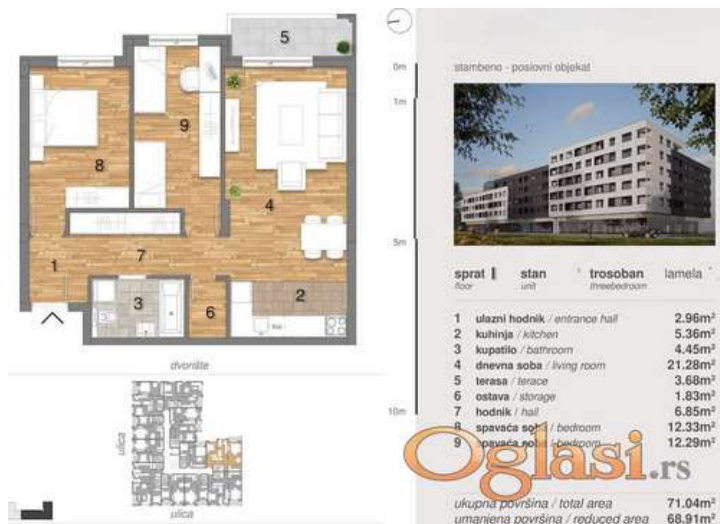 5
9
8
4
7
1
3
6
2
dvorište
ulica
ulica
0m
1m
5m
10m
stambeno - poslovni objekat
sprat stan trosoban lamela
floor unit threebedroom
1 ulazni hodnik / entrance hall 2.96m²
2 kuhinja / kitchen 5.36m²
3 kupatilo / bathroom 4.45m²
4 dnevna soba / living room 21.28m²
5 terasa / terace 3.68m²
6 ostava / storage 1.83m²
7 hodnik / hall 6.85m²
8 spavaća soba / bedroom 12.33m²
9 spavaća soba / bedroom 12.29m²
Oglasi.rs
ukupna površina / total area 71.04m²
umanjena površina / reduced area 68.91m²